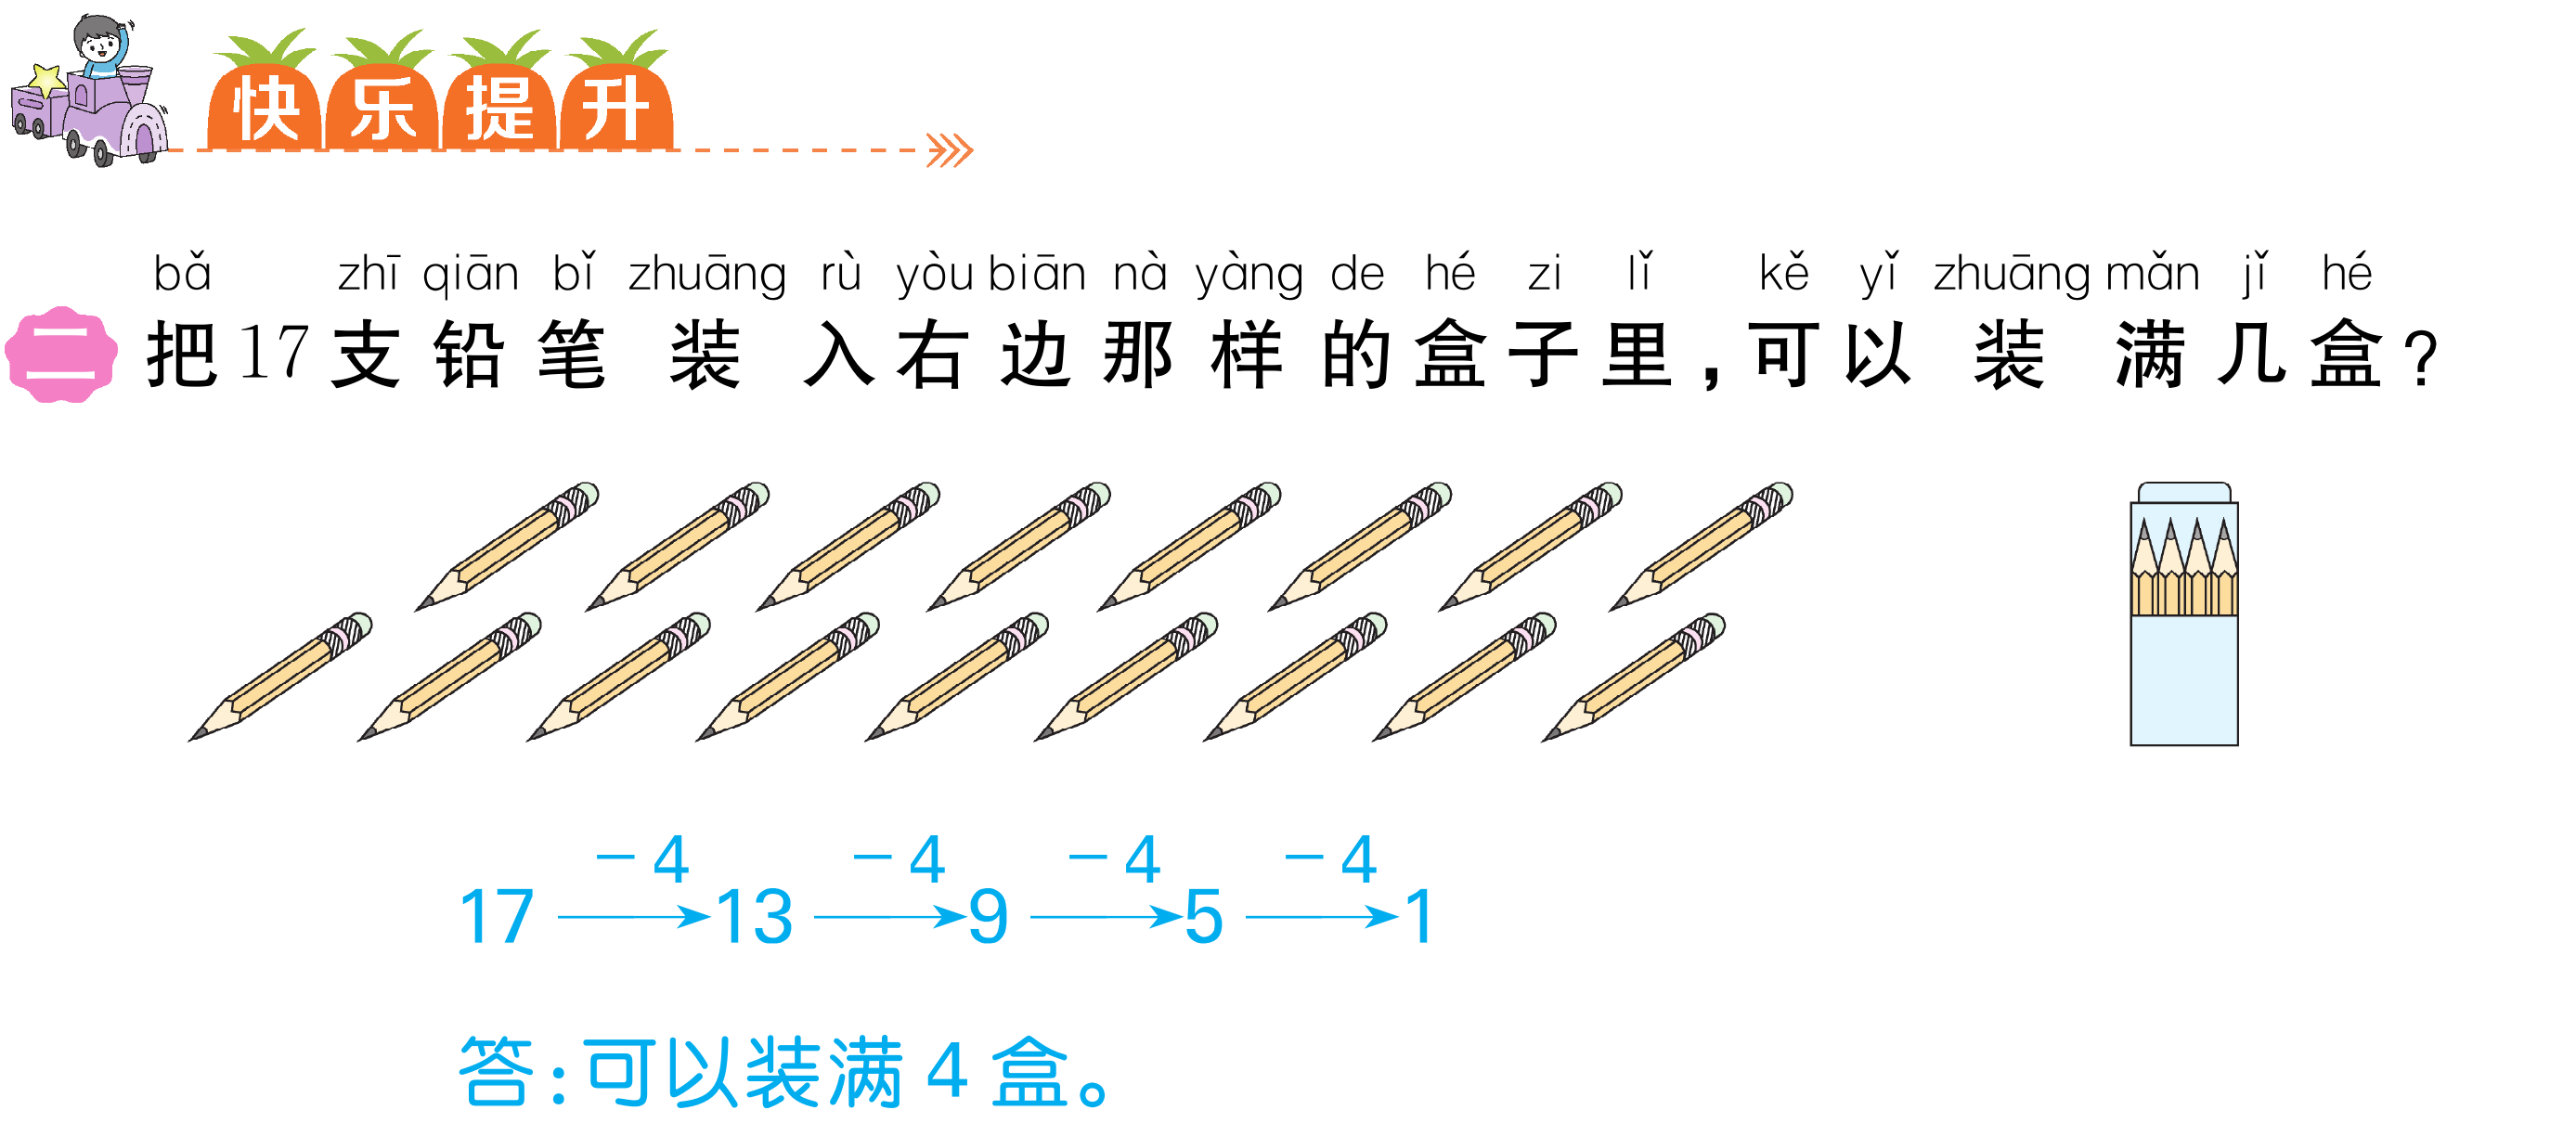 快乐提升
bǎ zhī qiān bǐ zhuāng rù yòu biān nà yàng de hé zi lǐ kě yǐ zhuāng mǎn jǐ hé
二 把17支铅笔装入右边那样的盒子里，可以装满几盒？
－4 －4 －4 －4
17 → 13 → 9 → 5 → 1
答：可以装满4盒。